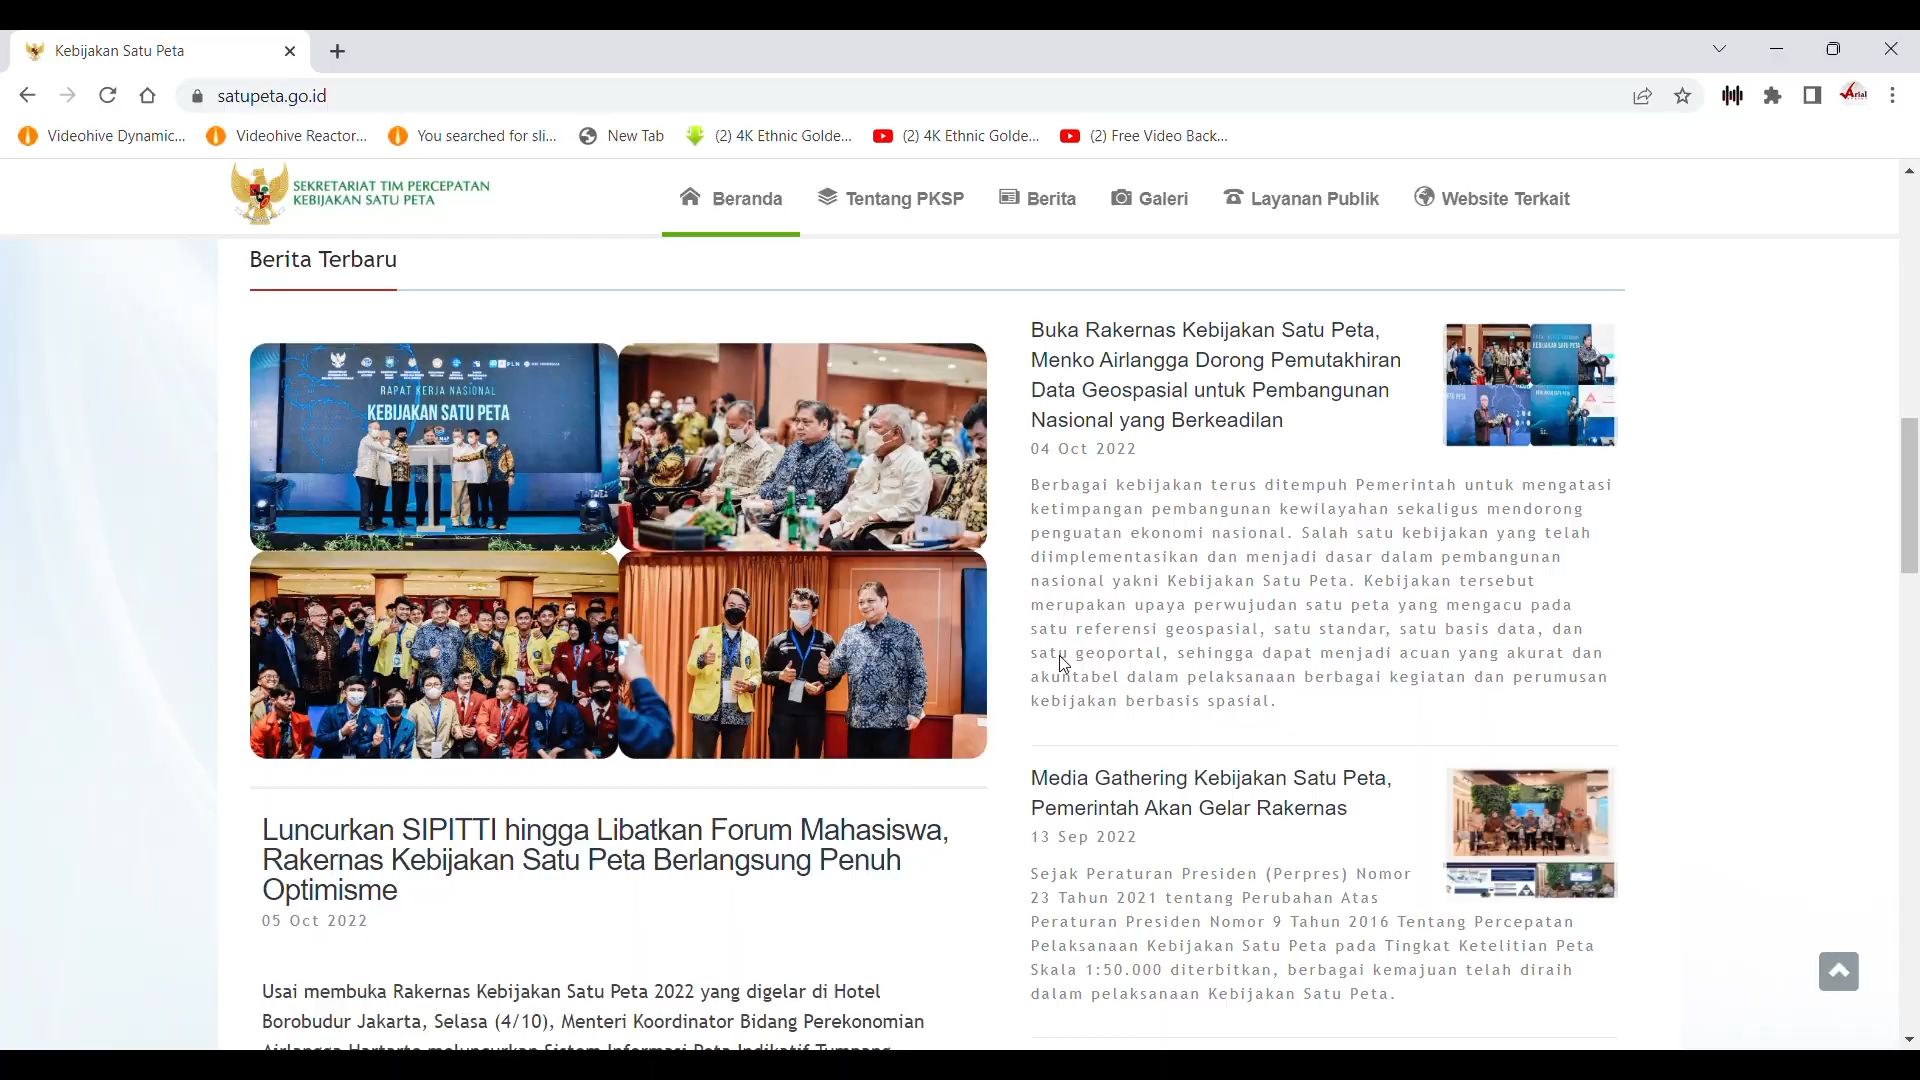 Kebijakan Satu Peta
satupeta.go.id
Arial
Videohive Dynamic...
Videohive Reactor...
You searched for sli...
New Tab
(2) 4K Ethnic Golde...
(2) 4K Ethnic Golde...
(2) Free Video Back...
SEKRETARIAT TIM PERCEPATAN
KEBIJAKAN SATU PETA
Beranda
Tentang PKSP
Berita
Galeri
Layanan Publik
Website Terkait
Berita Terbaru
RAPAT KERJA NASIONAL
KEBIJAKAN SATU PETA
Luncurkan SIPITTI hingga Libatkan Forum Mahasiswa,
Rakernas Kebijakan Satu Peta Berlangsung Penuh
Optimisme
05 Oct 2022
Usai membuka Rakernas Kebijakan Satu Peta 2022 yang digelar di Hotel
Borobudur Jakarta, Selasa (4/10), Menteri Koordinator Bidang Perekonomian
Airlangga Hartarto meluncurkan Sistem Informasi Peta Indikatif Tumpang
Buka Rakernas Kebijakan Satu Peta,
Menko Airlangga Dorong Pemutakhiran
Data Geospasial untuk Pembangunan
Nasional yang Berkeadilan
04 Oct 2022
Berbagai kebijakan terus ditempuh Pemerintah untuk mengatasi
ketimpangan pembangunan kewilayahan sekaligus mendorong
penguatan ekonomi nasional. Salah satu kebijakan yang telah
diimplementasikan dan menjadi dasar dalam pembangunan
nasional yakni Kebijakan Satu Peta. Kebijakan tersebut
merupakan upaya perwujudan satu peta yang mengacu pada
satu referensi geospasial, satu standar, satu basis data, dan
satu geoportal, sehingga dapat menjadi acuan yang akurat dan
akuntabel dalam pelaksanaan berbagai kegiatan dan perumusan
kebijakan berbasis spasial.
Media Gathering Kebijakan Satu Peta,
Pemerintah Akan Gelar Rakernas
13 Sep 2022
Sejak Peraturan Presiden (Perpres) Nomor
23 Tahun 2021 tentang Perubahan Atas
Peraturan Presiden Nomor 9 Tahun 2016 Tentang Percepatan
Pelaksanaan Kebijakan Satu Peta pada Tingkat Ketelitian Peta
Skala 1:50.000 diterbitkan, berbagai kemajuan telah diraih
dalam pelaksanaan Kebijakan Satu Peta.